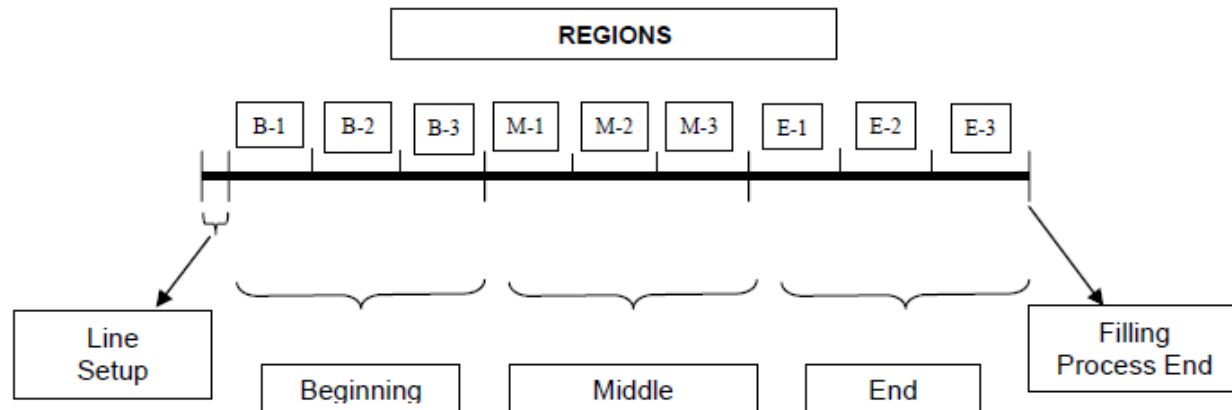 REGIONS
B-1
B-2
B-3
M-1
M-2
M-3
E-1
E-2
E-3
Line
Setup
Beginning
Middle
End
Filling
Process End